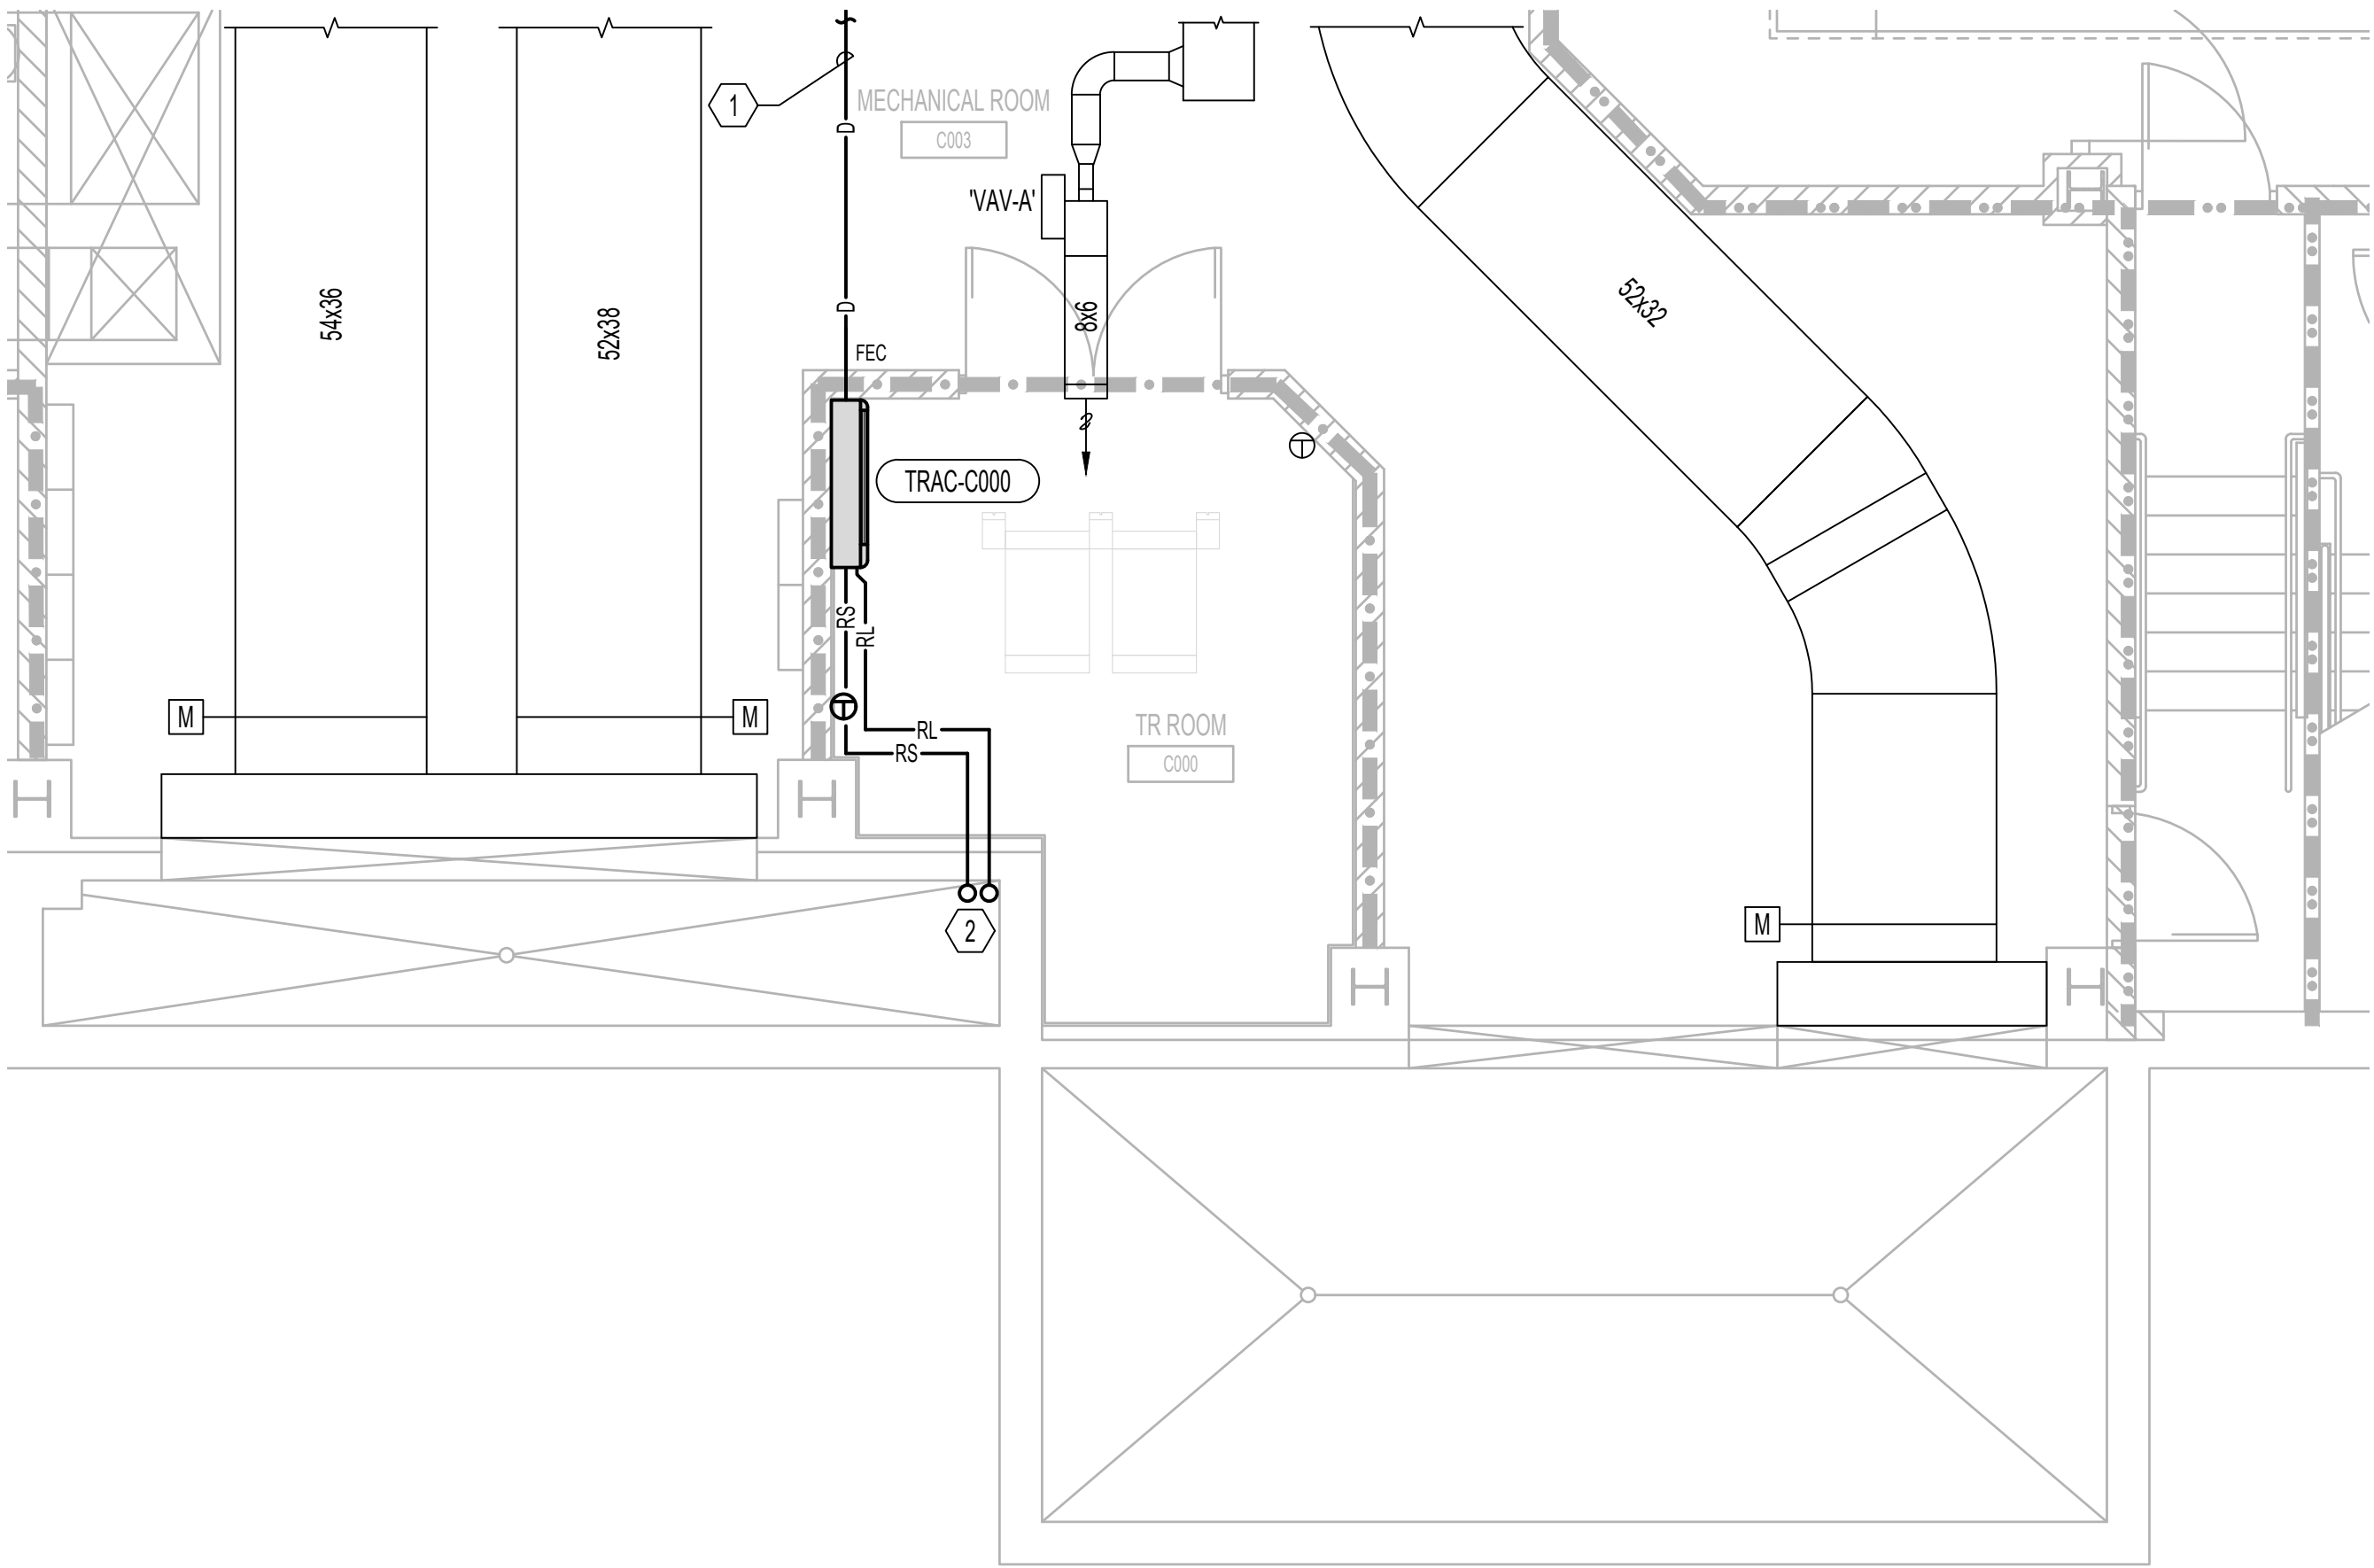 1
MECHANICAL ROOM
C003
D
'VAV-A'
54x36
52x38
D
8x6
52x32
FEC
TRAC-C000
RS
RL
M
M
RL
RS
TR ROOM
C000
2
M